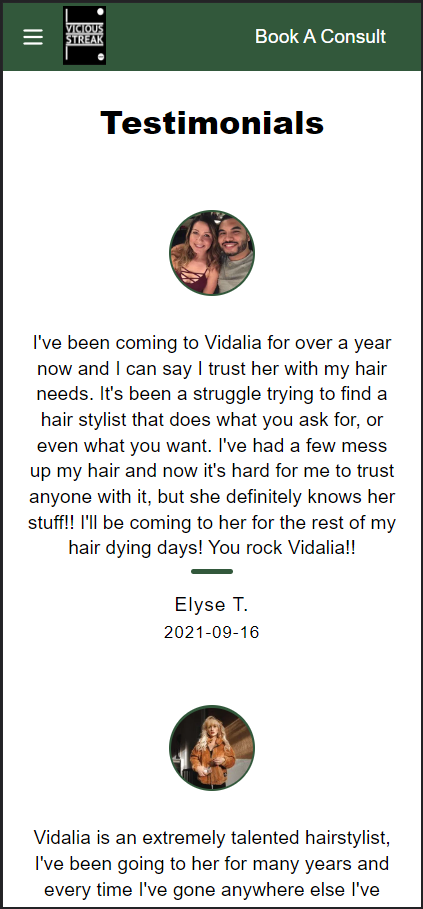 VICIOUS
STREAK
Book A Consult
Testimonials
I've been coming to Vidalia for over a year
now and I can say I trust her with my hair
needs. It's been a struggle trying to find a
hair stylist that does what you ask for, or
even what you want. I've had a few mess
up my hair and now it's hard for me to trust
anyone with it, but she definitely knows her
stuff!! I'll be coming to her for the rest of my
hair dying days! You rock Vidalia!!
Elyse T.
2021-09-16
Vidalia is an extremely talented hairstylist,
I've been going to her for many years and
every time I've gone anywhere else I've